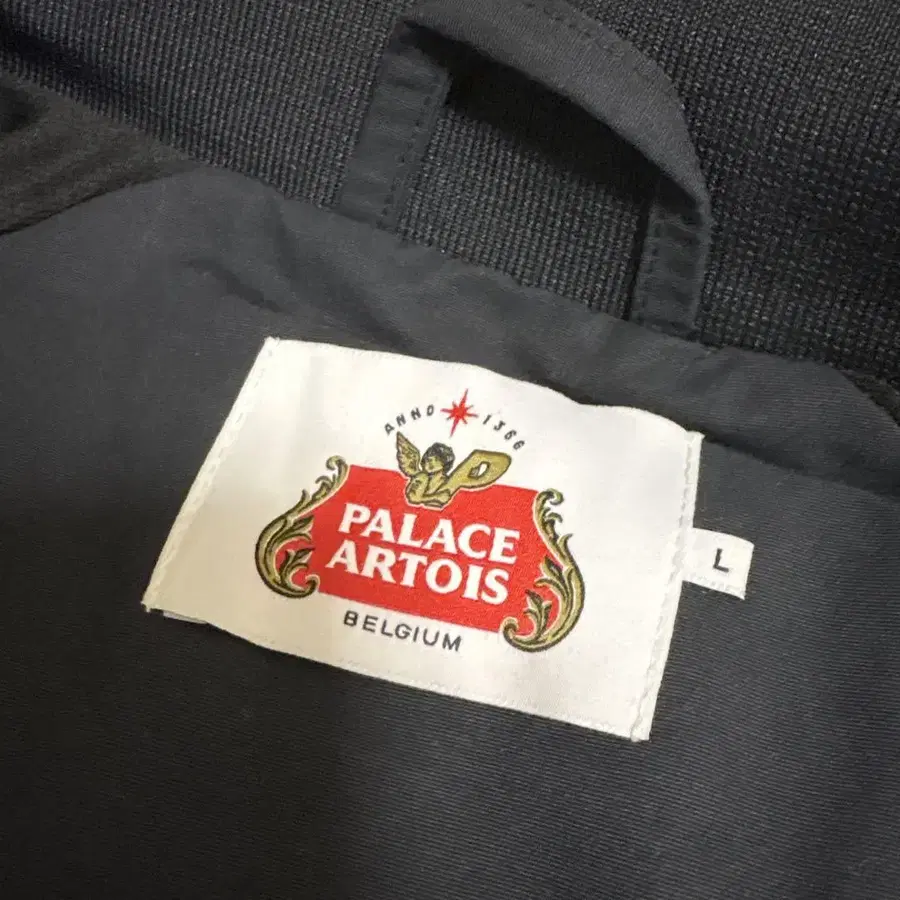 ANNO 1366
P
PALACE
ARTOIS
BELGIUM
L